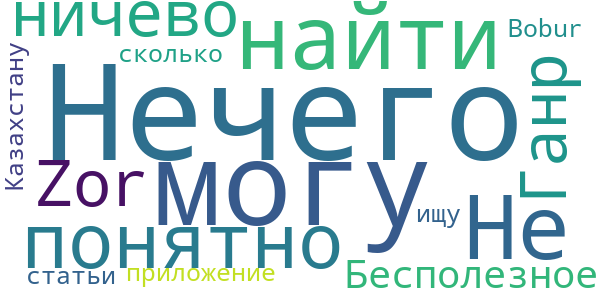 ничево
найти
Bobur
сколько
Казахстану
Нечего
Ганр
Zor
могу
Не
ищу
понятно
статьи
приложение
Бесполезное